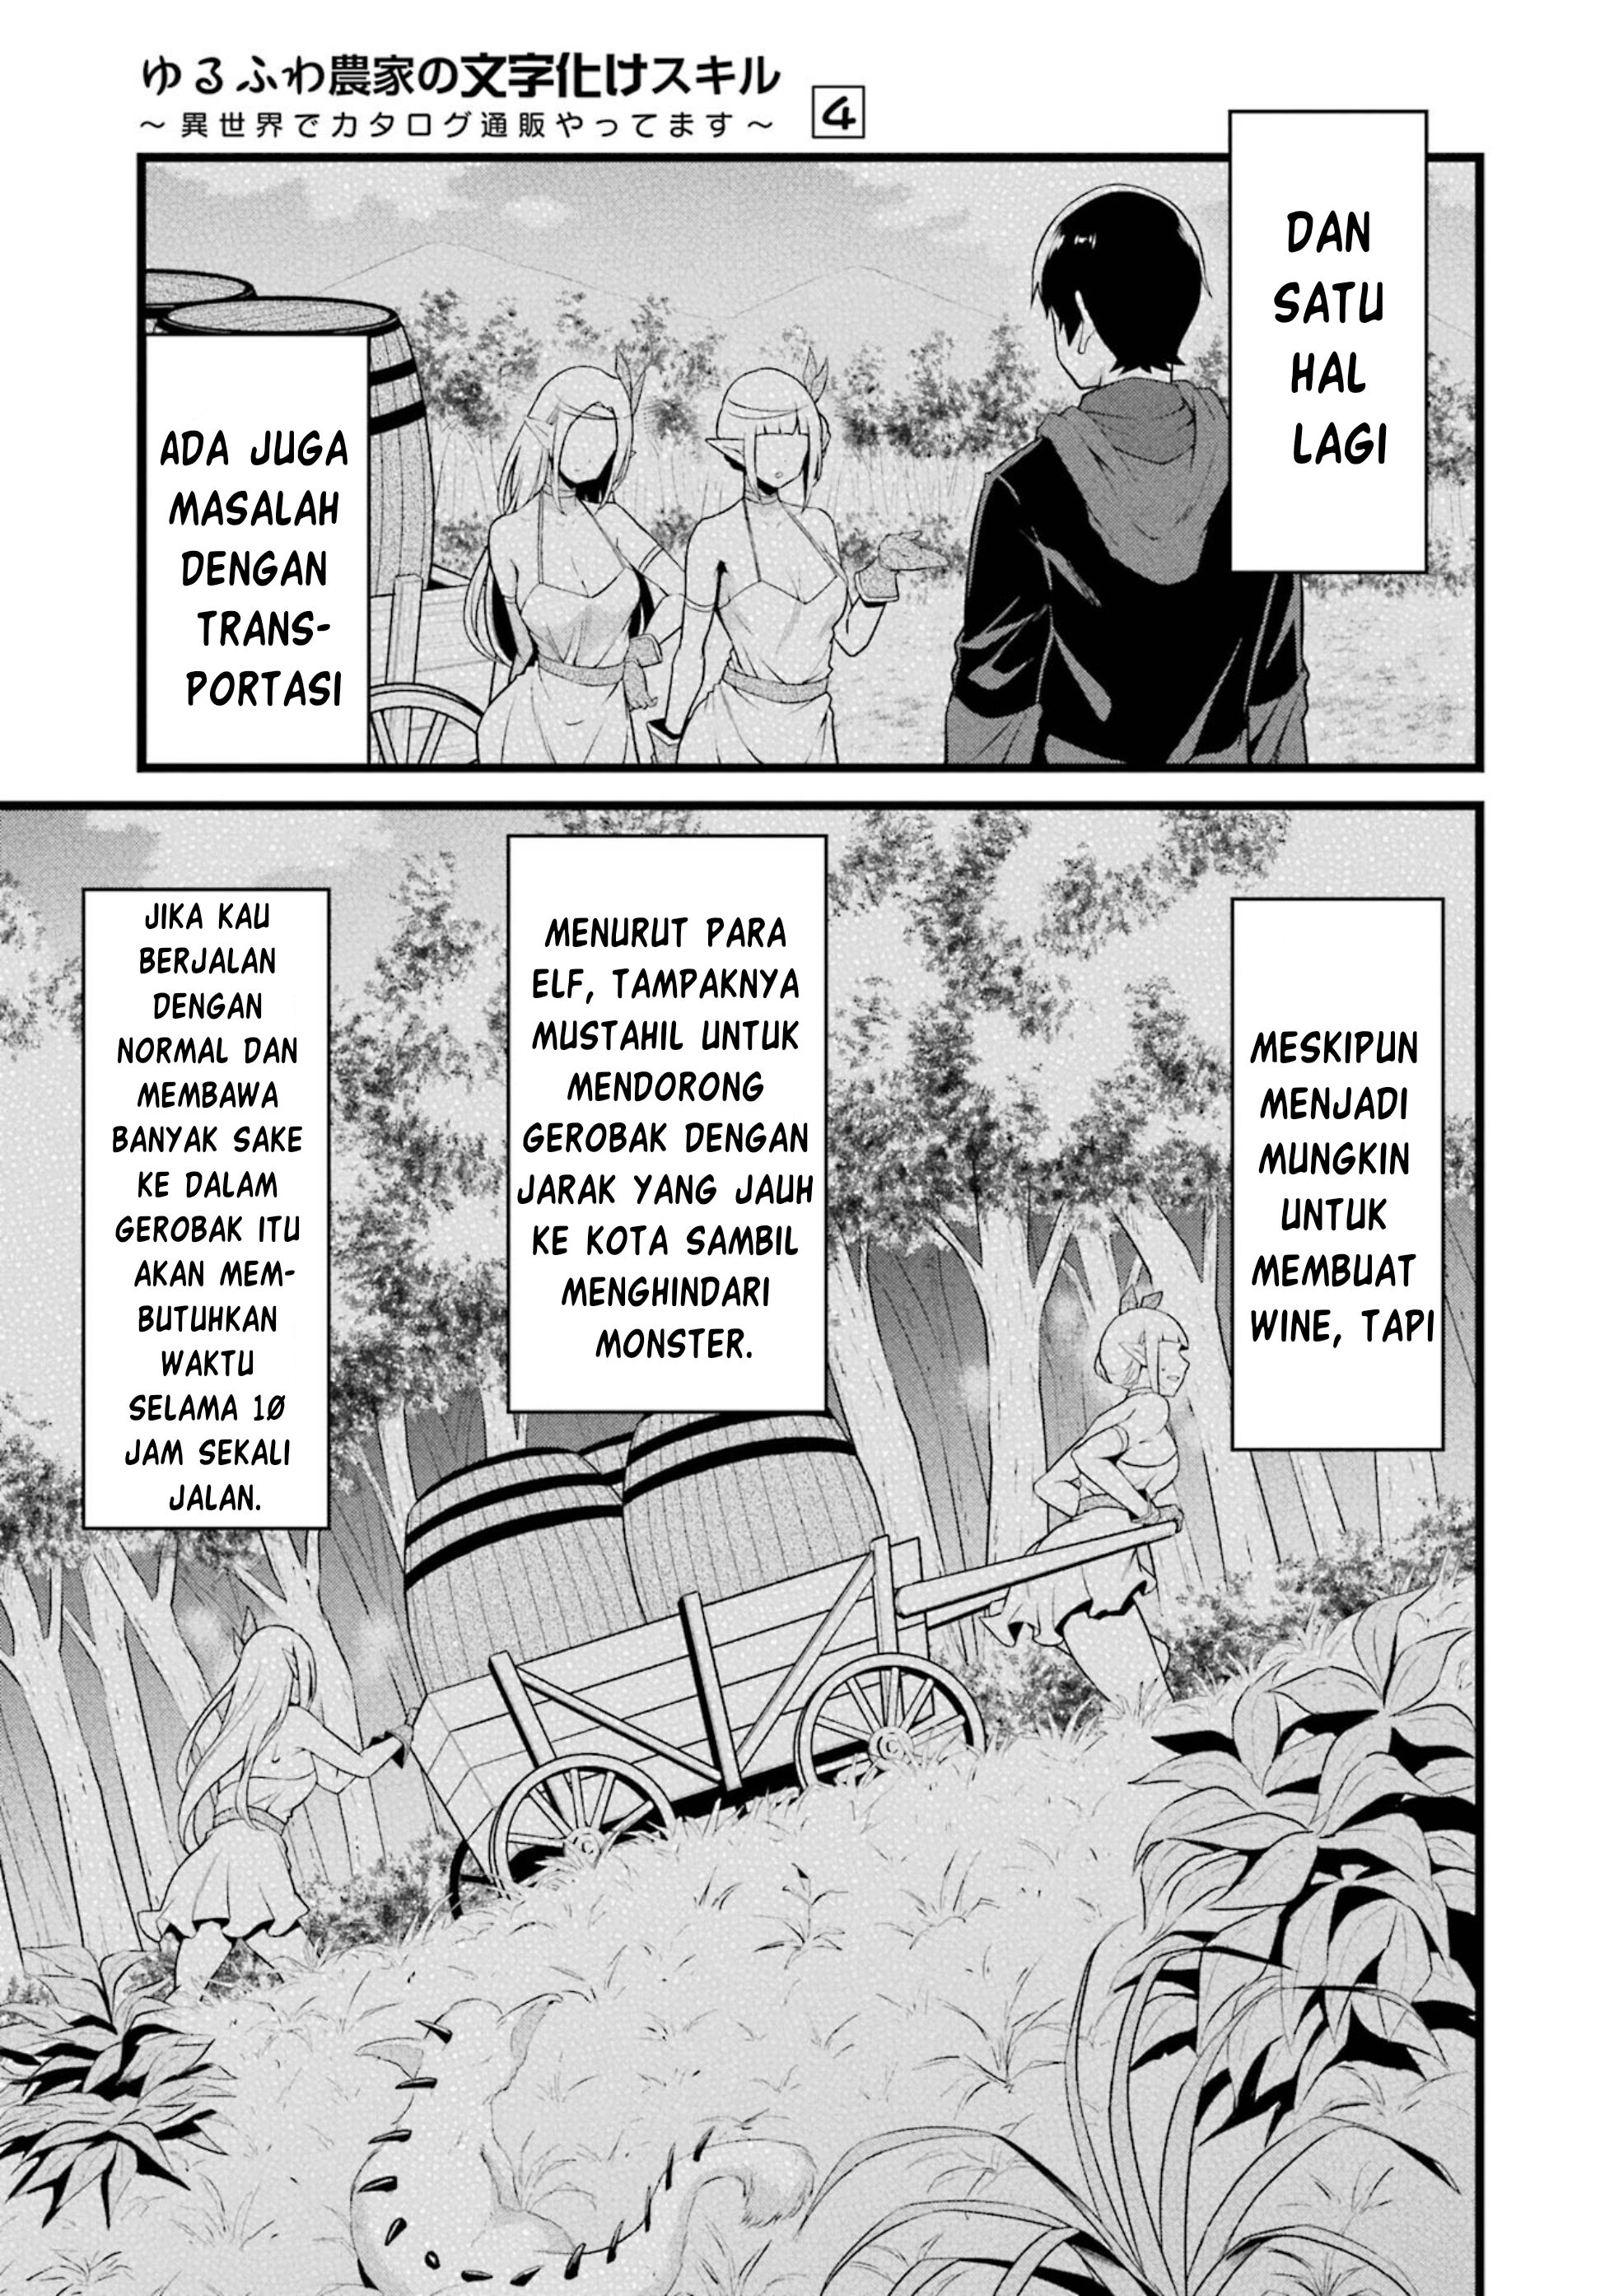 ゆるふわ農家の文字化けスキル
～異世界でカタログ通販やってます～
4
DAN
SATU
HAL
LAGI
ADA JUGA
MASALAH
DENGAN
TRANS-
PORTASI
MESKIPUN
MENJADI
MUNGKIN
UNTUK
MEMBUAT
WINE, TAPI
MENURUT PARA
ELF, TAMPAKNYA
MUSTAHIL UNTUK
MENDORONG
GEROBAK DENGAN
JARAK YANG JAUH
KE KOTA SAMBIL
MENGHINDARI
MONSTER.
JIKA KAU
BERJALAN
DENGAN
NORMAL DAN
MEMBAWA
BANYAK SAKE
KE DALAM
GEROBAK ITU
AKAN MEM-
BUTUHKAN
WAKTU
SELAMA 10
JAM SEKALI
JALAN.